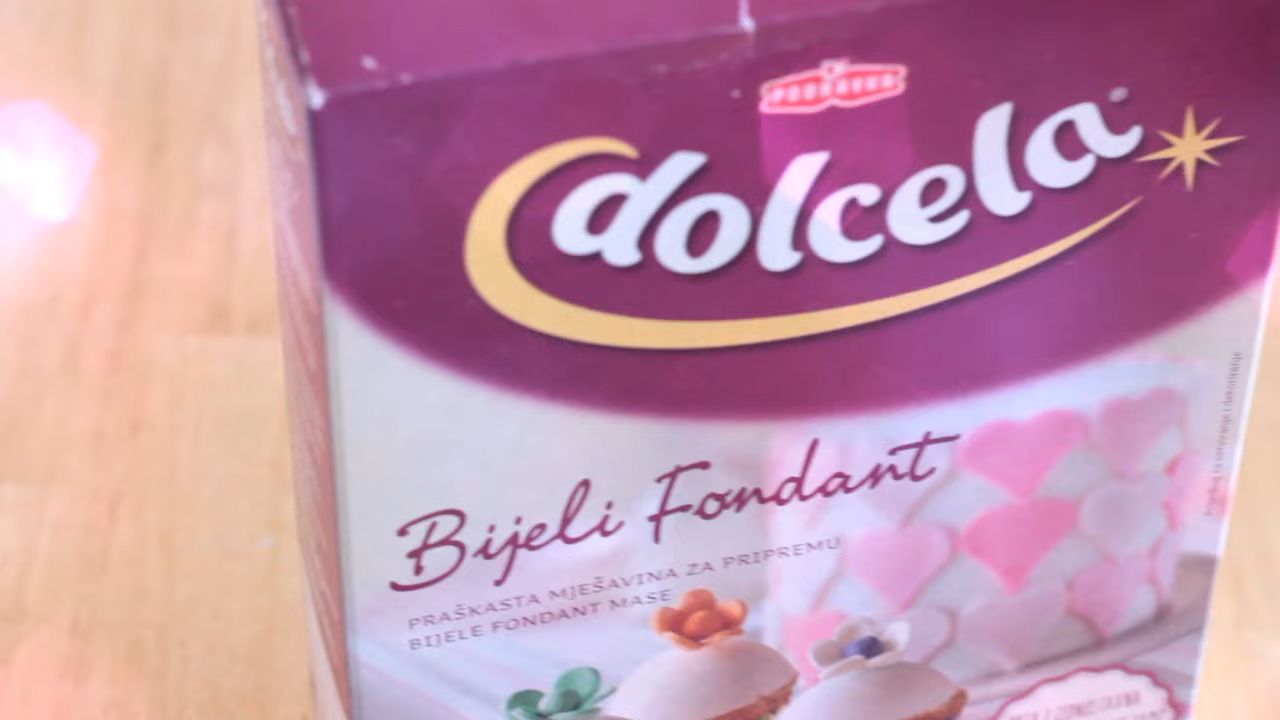 PODRAVKA
dolcela
Bijeli Fondant
PRAŠKASTA MJEŠAVINA ZA PRIPREMU
BIJELE FONDANT MASE